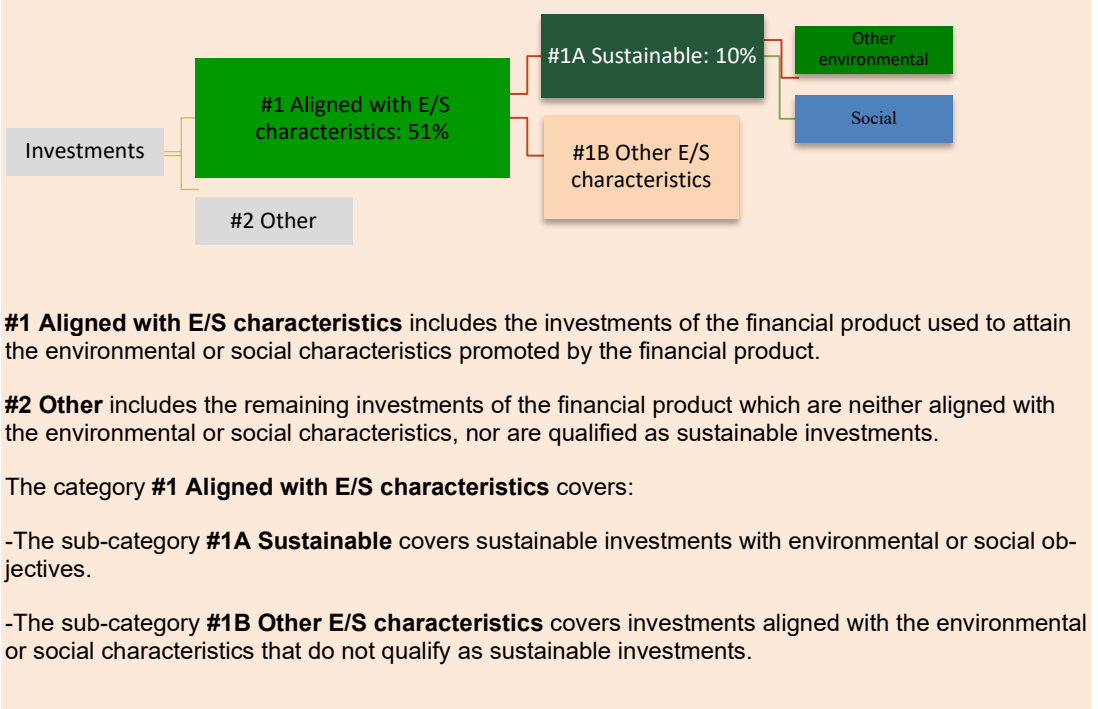 Investments
#1 Aligned with E/S
characteristics: 51%
#2 Other
#1A Sustainable: 10%
#1B Other E/S
characteristics
Other
environmental
Social
#1 Aligned with E/S characteristics includes the investments of the financial product used to attain
the environmental or social characteristics promoted by the financial product.
#2 Other includes the remaining investments of the financial product which are neither aligned with
the environmental or social characteristics, nor are qualified as sustainable investments.
The category #1 Aligned with E/S characteristics covers:
-The sub-category #1A Sustainable covers sustainable investments with environmental or social ob-
jectives.
-The sub-category #1B Other E/S characteristics covers investments aligned with the environmental
or social characteristics that do not qualify as sustainable investments.